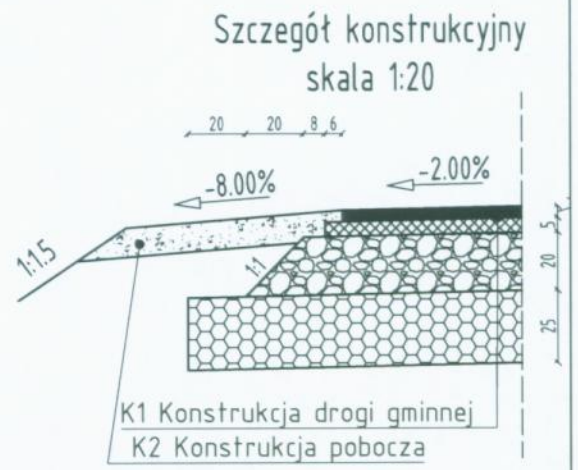 Szczegół konstrukcyjny
skala 1:20
20 20 8 6
-8.00%
-2.00%
1:1.5
1:1
5
20
25
K1 Konstrukcja drogi gminnej
K2 Konstrukcja pobocza